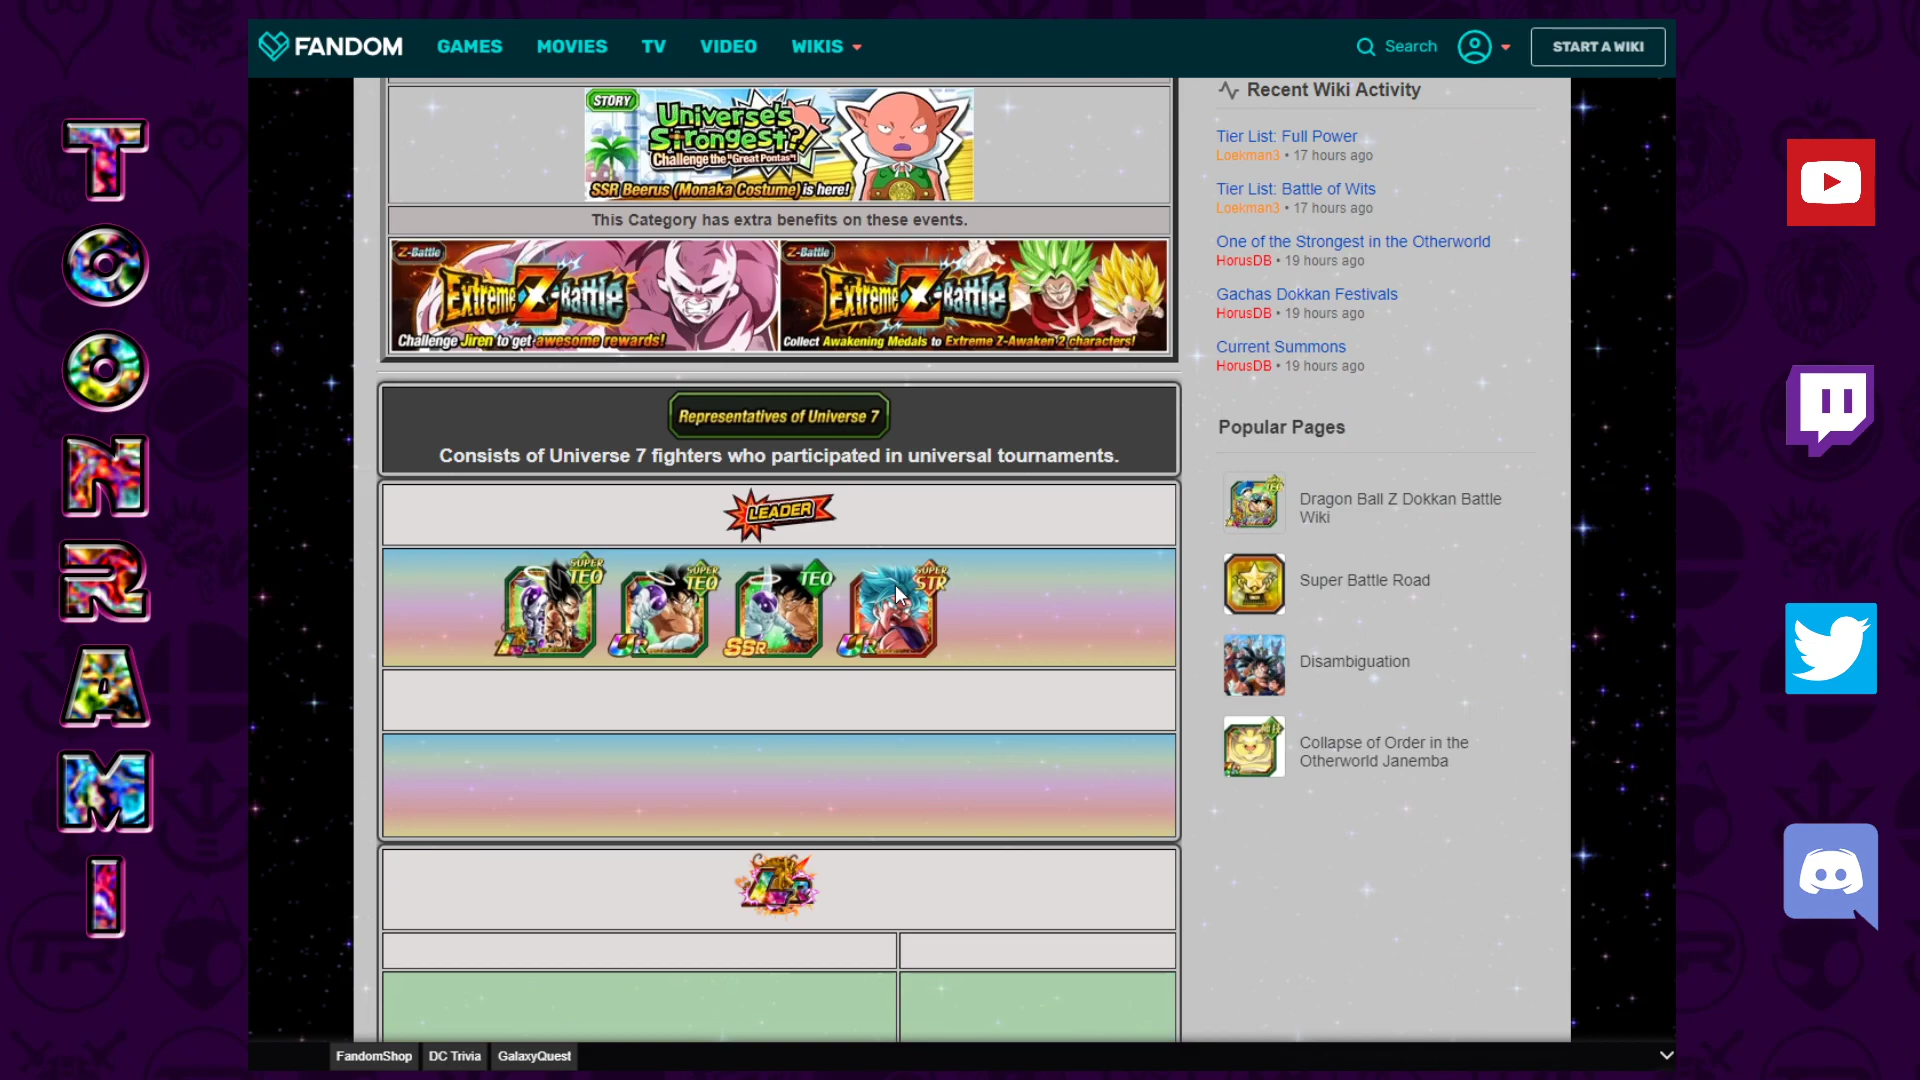 TOONRAMI
FANDOM
GAMES
MOVIES
TV
VIDEO
WIKIS
Search
START A WIKI
STORY
Universe's
Strongest?!
Challenge the "Great Pontas"!
SSR Beerus (Monaka Costume) is here!
This Category has extra benefits on these events.
Z-Battle
Extreme Z-Battle
Challenge Jiren to get awesome rewards!
Z-Battle
Extreme Z-Battle
Collect Awakening Medals to Extreme Z-Awaken 2 characters!
Representatives of Universe 7
Consists of Universe 7 fighters who participated in universal tournaments.
LEADER
SUPER TEQ
LR
SUPER TEQ
UR
TEQ
SSR
SUPER STR
UR
LR
Recent Wiki Activity
Tier List: Full Power
Loekman3 • 17 hours ago
Tier List: Battle of Wits
Loekman3 • 17 hours ago
One of the Strongest in the Otherworld
HorusDB • 19 hours ago
Gachas Dokkan Festivals
HorusDB • 19 hours ago
Current Summons
HorusDB • 19 hours ago
Popular Pages
Dragon Ball Z Dokkan Battle
Wiki
Super Battle Road
Disambiguation
Collapse of Order in the
Otherworld Janemba
FandomShop
DC Trivia
GalaxyQuest